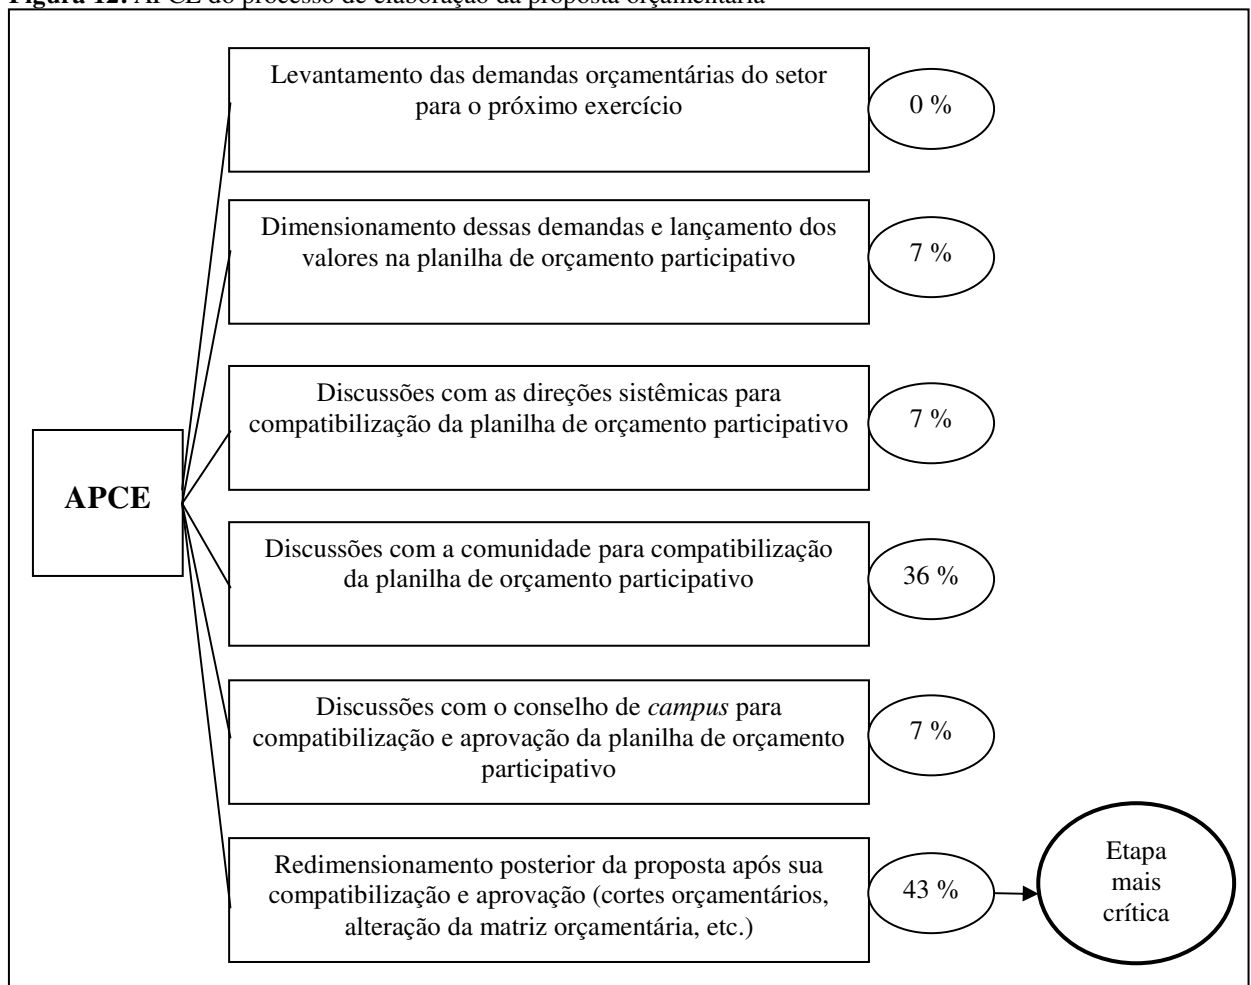 Figura 12: APCE do processo de elaboração da proposta orçamentária
Levantamento das demandas orçamentárias do setor
para o próximo exercício
0 %
Dimensionamento dessas demandas e lançamento dos
valores na planilha de orçamento participativo
7 %
Discussões com as direções sistêmicas para
compatibilização da planilha de orçamento participativo
7 %
APCE
Discussões com a comunidade para compatibilização
da planilha de orçamento participativo
36 %
Discussões com o conselho de campus para
compatibilização e aprovação da planilha de orçamento
participativo
7 %
Redimensionamento posterior da proposta após sua
compatibilização e aprovação (cortes orçamentários,
alteração da matriz orçamentária, etc.)
43 %
Etapa
mais
crítica